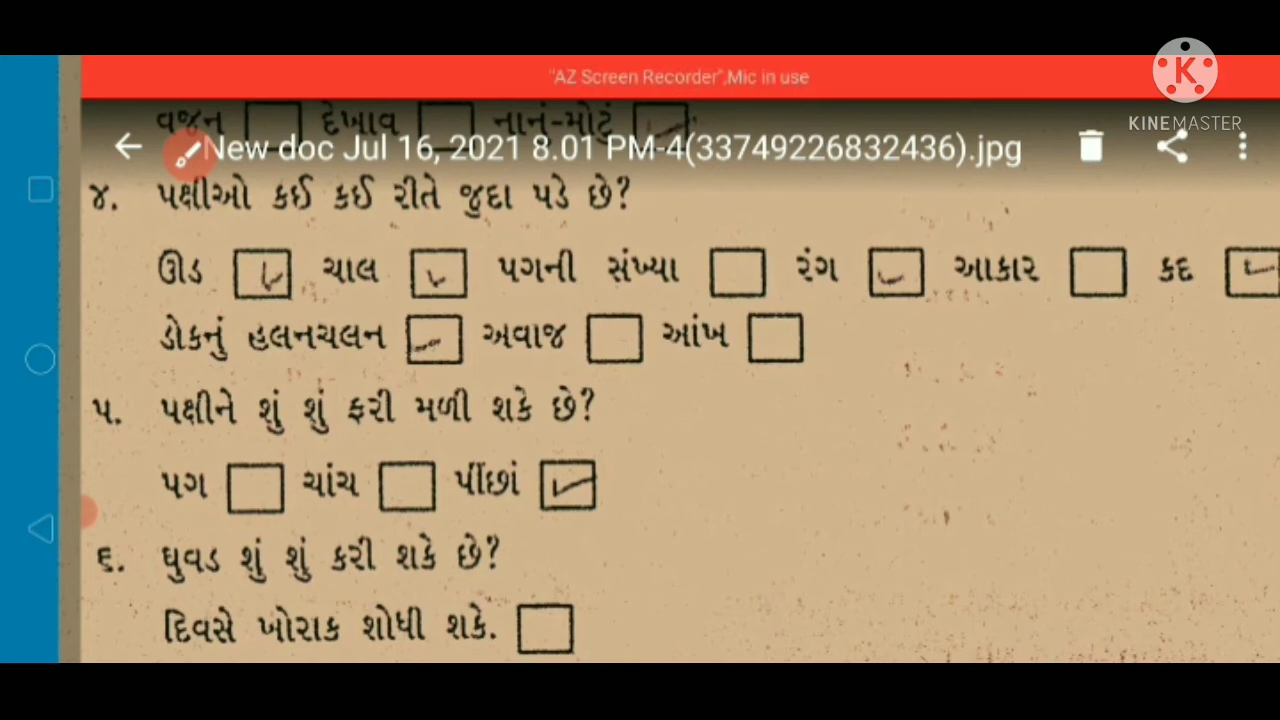 "AZ Screen Recorder",Mic in use
KINEMASTER
વજન દેખાવ નાનું-મોટું
New doc Jul 16, 2021 8.01 PM-4(33749226832436).jpg
૪. પક્ષીઓ કઈ કઈ રીતે જુદા પડે છે?
ઊડ ચાલ પગની સંખ્યા રંગ આકાર કદ
ડોકનું હલનચલન અવાજ આંખ
૫. પક્ષીને શું શું ફરી મળી શકે છે?
પગ ચાંચ પીંછાં
૬. ઘુવડ શું શું કરી શકે છે?
દિવસે ખોરાક શોધી શકે.